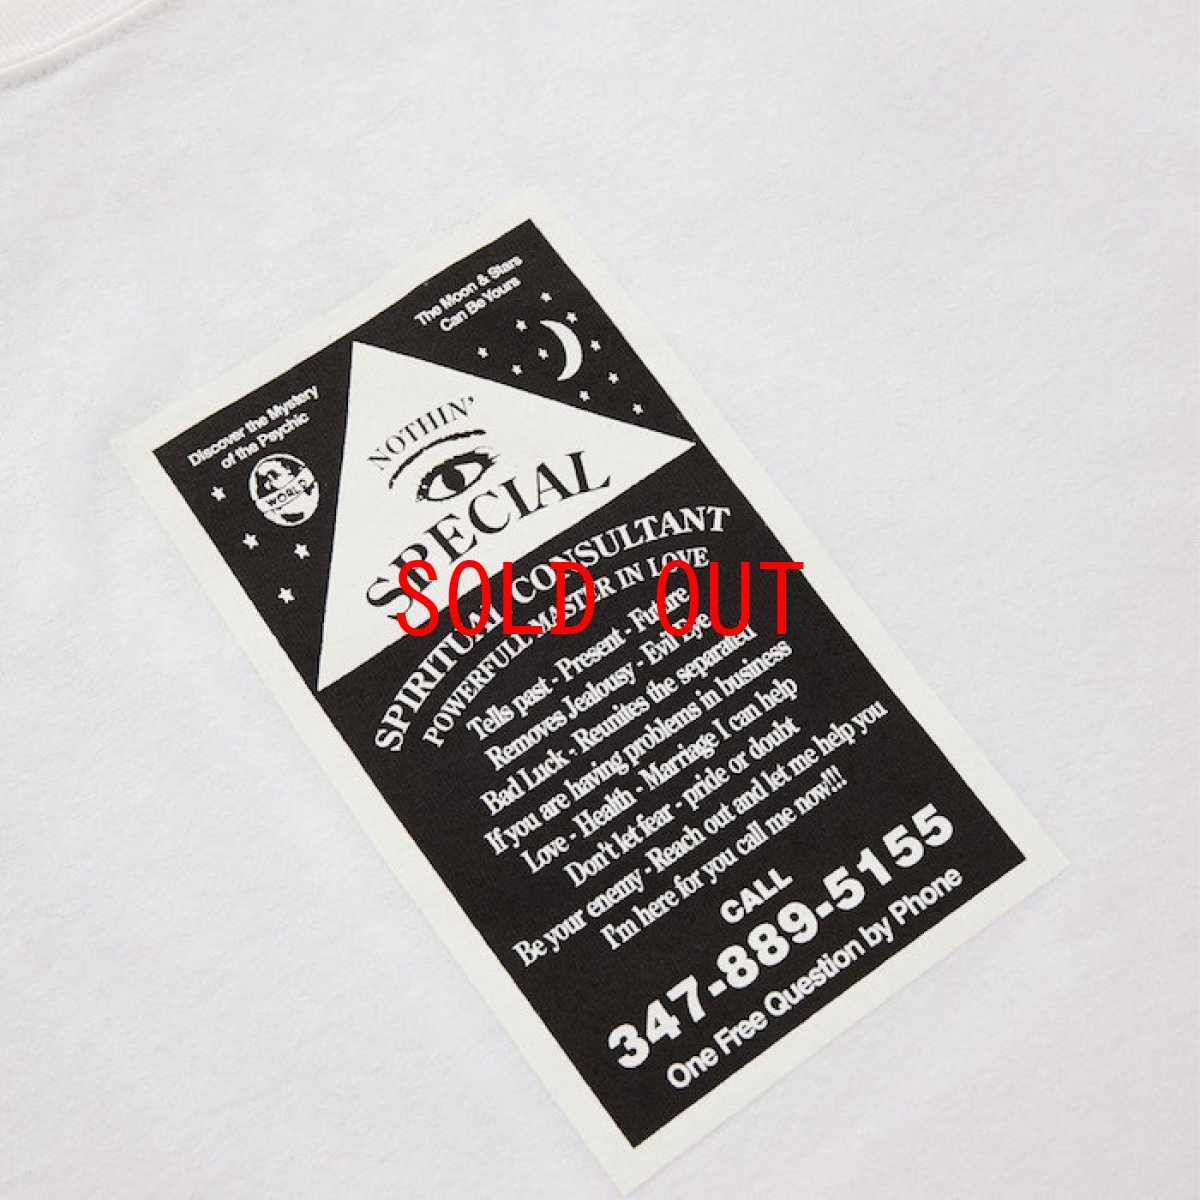 The Moon & Stars
Can Be Yours
Discover the Mystery
of the Psychic
WORLD
NOTHIN'
SPECIAL
SPIRITUAL CONSULTANT
POWERFULL MASTER IN LOVE
Tells past - Present - Future
Removes Jealousy - Evil Eye
Bad Luck - Reunites the separated
If you are having problems in business
Love - Health - Marriage I can help
Don't let fear - pride or doubt
Be your enemy - Reach out and let me help you
I'm here for you call me now!!!
CALL
347-889-5155
One Free Question by Phone
SOLD OUT